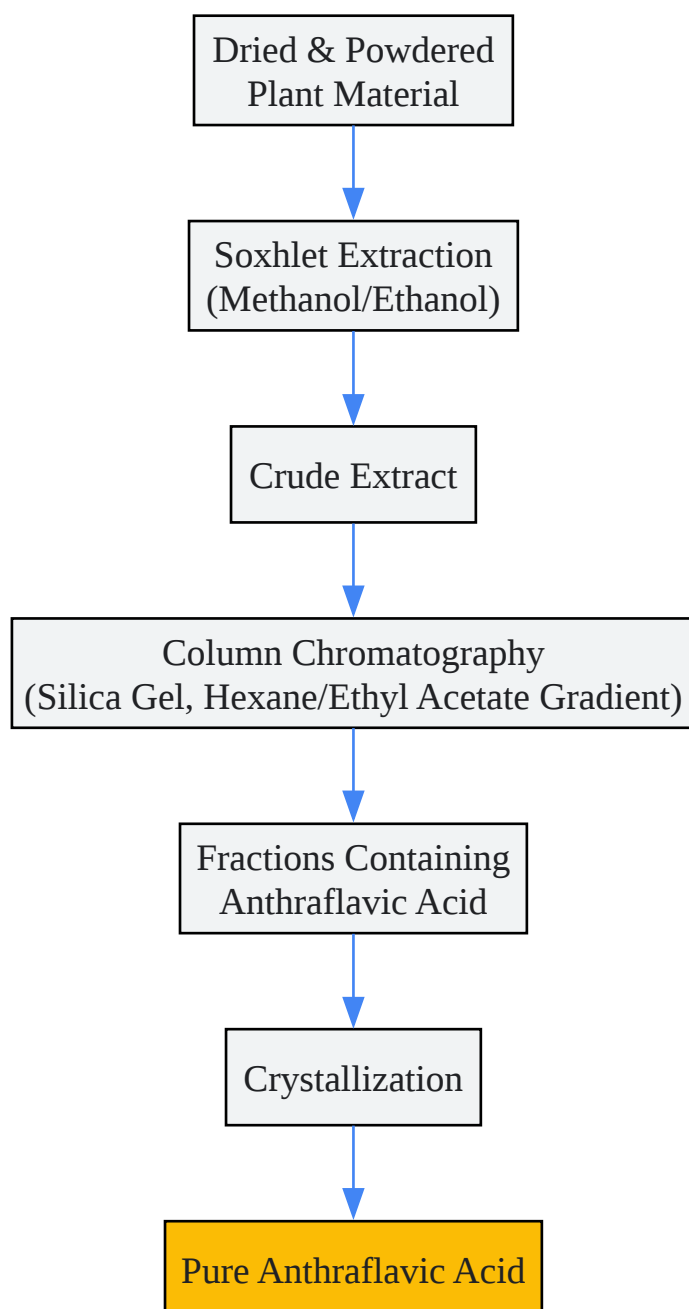 Dried & Powdered
Plant Material
Soxhlet Extraction
(Methanol/Ethanol)
Crude Extract
Column Chromatography
(Silica Gel, Hexane/Ethyl Acetate Gradient)
Fractions Containing
Anthraflavic Acid
Crystallization
Pure Anthraflavic Acid